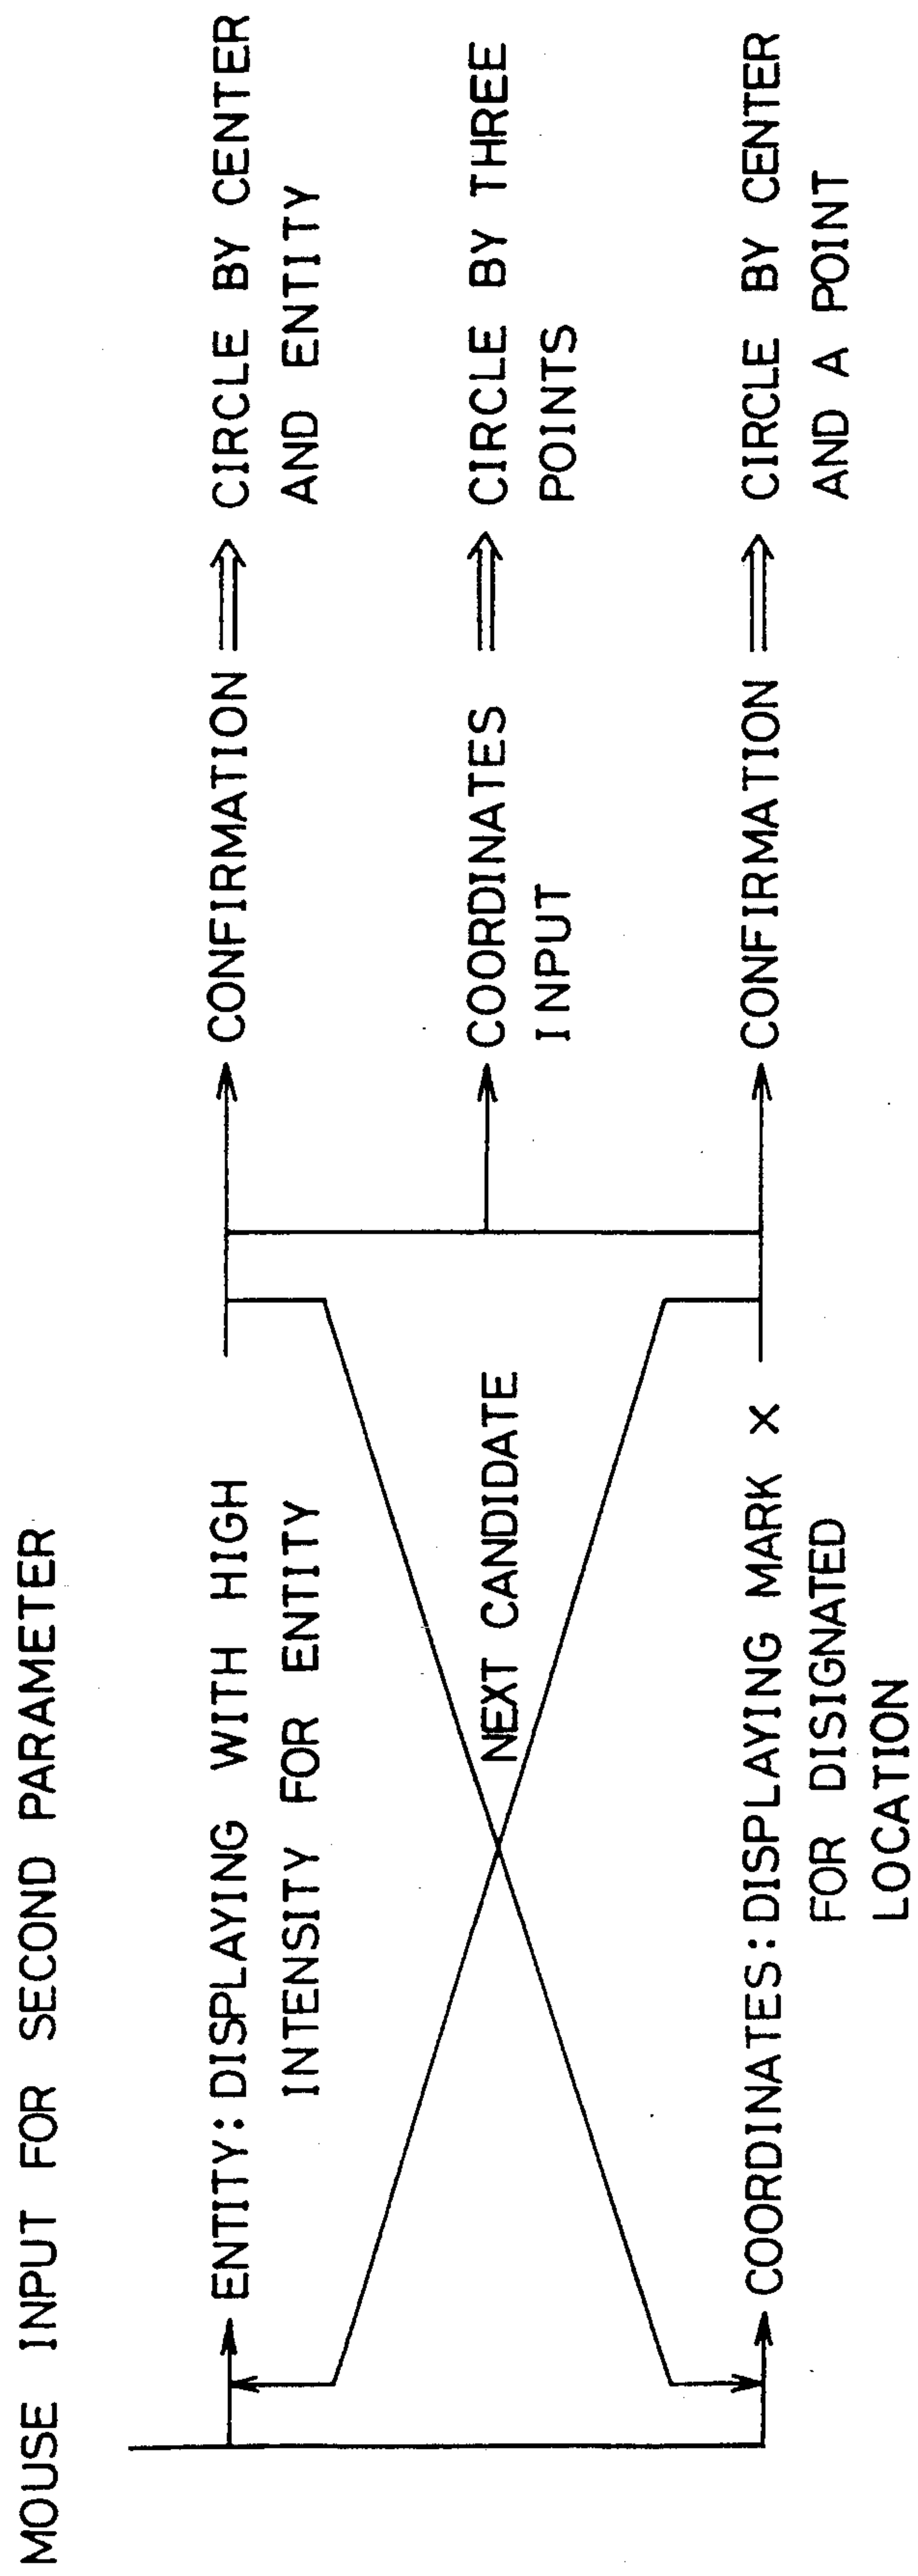 MOUSE INPUT FOR SECOND PARAMETER
ENTITY: DISPLAYING WITH HIGH
INTENSITY FOR ENTITY
CONFIRMATION
CIRCLE BY CENTER
AND ENTITY
NEXT CANDIDATE
COORDINATES
INPUT
CIRCLE BY THREE
POINTS
COORDINATES: DISPLAYING MARK X
FOR DISIGNATED
LOCATION
CONFIRMATION
CIRCLE BY CENTER
AND A POINT